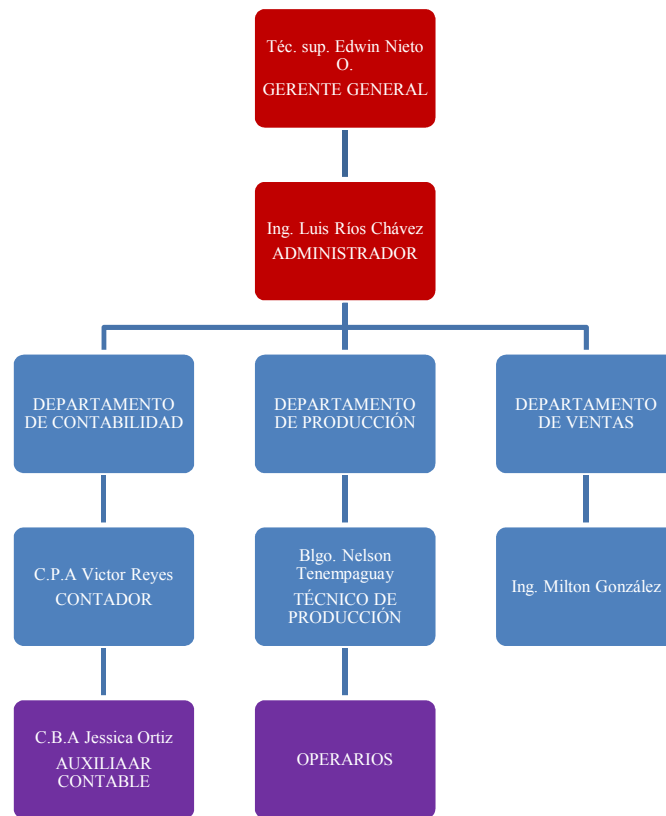 Téc. sup. Edwin Nieto
O.
GERENTE GENERAL
Ing. Luis Ríos Chávez
ADMINISTRADOR
DEPARTAMENTO
DE CONTABILIDAD
DEPARTAMENTO
DE PRODUCCIÓN
DEPARTAMENTO
DE VENTAS
C.P.A Victor Reyes
CONTADOR
Blgo. Nelson
Tenempaguay
TÉCNICO DE
PRODUCCIÓN
Ing. Milton González
C.B.A Jessica Ortiz
AUXILIAAR
CONTABLE
OPERARIOS